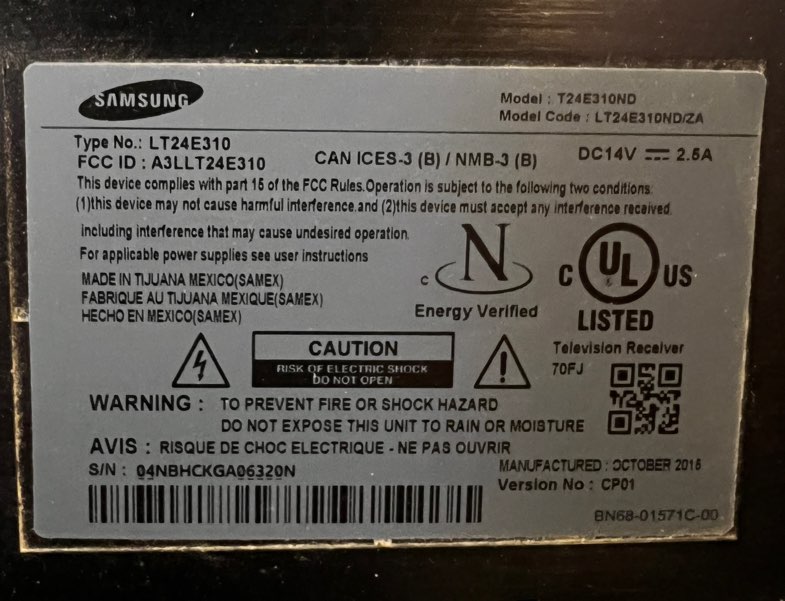 SAMSUNG
Model : T24E310ND
Model Code : LT24E310ND/ZA
Type No.: LT24E310
FCC ID : A3LLT24E310
CAN ICES-3 (B) / NMB-3 (B)
DC14V ⎓ 2.5A
This device complies with part 15 of the FCC Rules.Operation is subject to the following two conditions:
(1)this device may not cause harmful interference.and (2)this device must accept any interference received.
including interference that may cause undesired operation.
For applicable power supplies see user instructions
MADE IN TIJUANA MEXICO(SAMEX)
FABRIQUE AU TIJUANA MEXIQUE(SAMEX)
HECHO EN MEXICO(SAMEX)
C N
Energy Verified
C UL US
LISTED
Television Receiver
70FJ
CAUTION
RISK OF ELECTRIC SHOCK
DO NOT OPEN
WARNING : TO PREVENT FIRE OR SHOCK HAZARD
DO NOT EXPOSE THIS UNIT TO RAIN OR MOISTURE
AVIS : RISQUE DE CHOC ELECTRIQUE - NE PAS OUVRIR
S/N : 04NBHCKGA06320N
MANUFACTURED : OCTOBER 2015
Version No : CP01
BN68-01571C-00